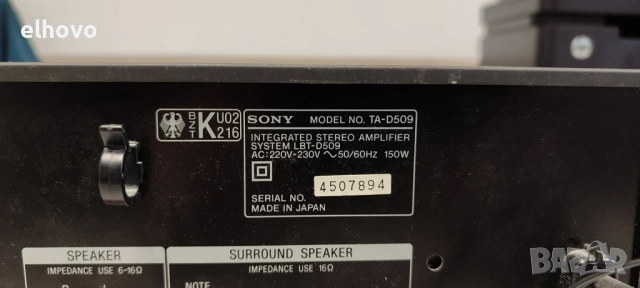 elhovo
BZT K U02 216
SONY MODEL NO. TA-D509
INTEGRATED STEREO AMPLIFIER
SYSTEM LBT-D509
AC:220V-230V ~ 50/60Hz 150W
SERIAL NO. 4507894
MADE IN JAPAN
SPEAKER
IMPEDANCE USE 6-16Ω
SURROUND SPEAKER
IMPEDANCE USE 16Ω
NOTE
BAZAR